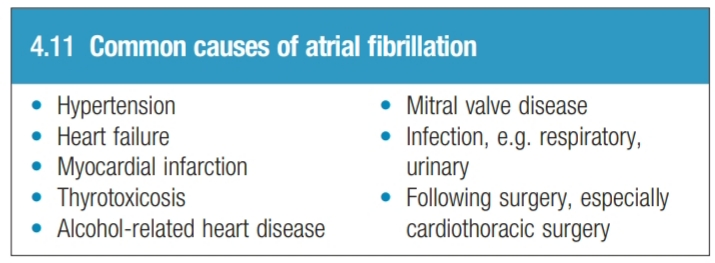 4.11 Common causes of atrial fibrillation
• Hypertension
• Heart failure
• Myocardial infarction
• Thyrotoxicosis
• Alcohol-related heart disease
• Mitral valve disease
• Infection, e.g. respiratory,
urinary
• Following surgery, especially
cardiothoracic surgery